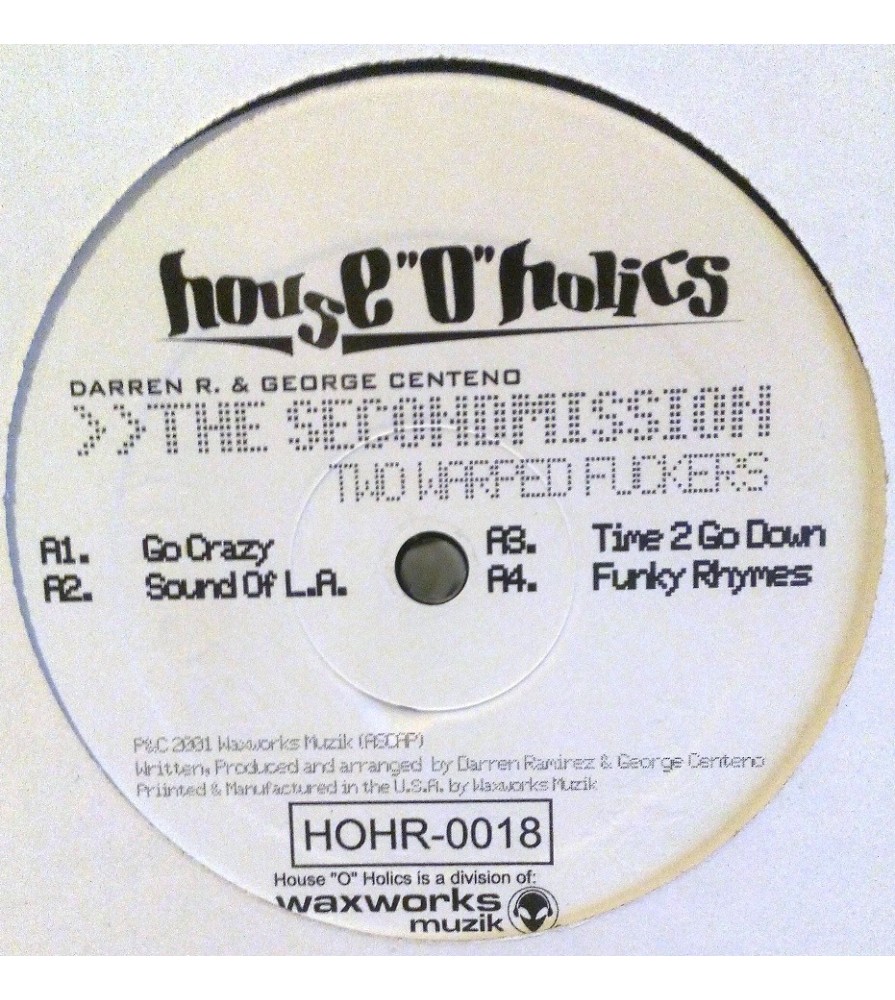 House "O" Holics
DARREN R. & GEORGE CENTENO
>>THE SECONDMISSION
TWO WARPED FUCKERS
A1. Go Crazy
A2. Sound Of L.A.
A3. Time 2 Go Down
A4. Funky Rhymes
P&C 2001 Waxworks Muzik (ASCAP)
Written, Produced and arranged by Darren Ramirez & George Centeno
Priinted & Manufactured in the U.S.A. by Waxworks Muzik
HOHR-0018
House "O" Holics is a division of:
waxworks
muzik